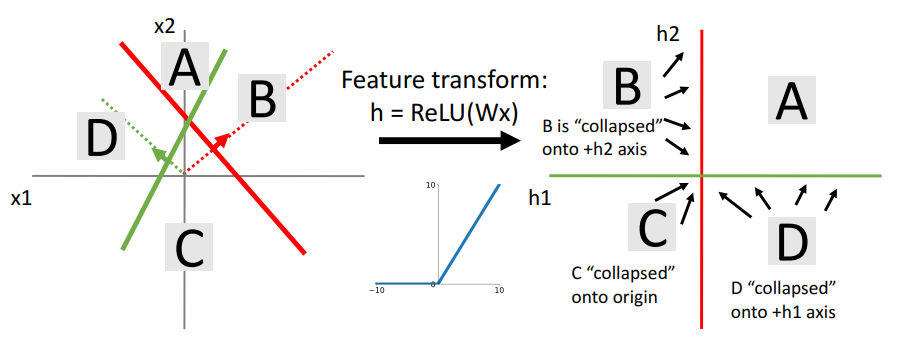 x2
A
B
D
C
x1
Feature transform:
h = ReLU(Wx)
10
0
−10
10
h2
B
A
B is “collapsed”
onto +h2 axis
h1
C
D
C “collapsed”
onto origin
D “collapsed”
onto +h1 axis